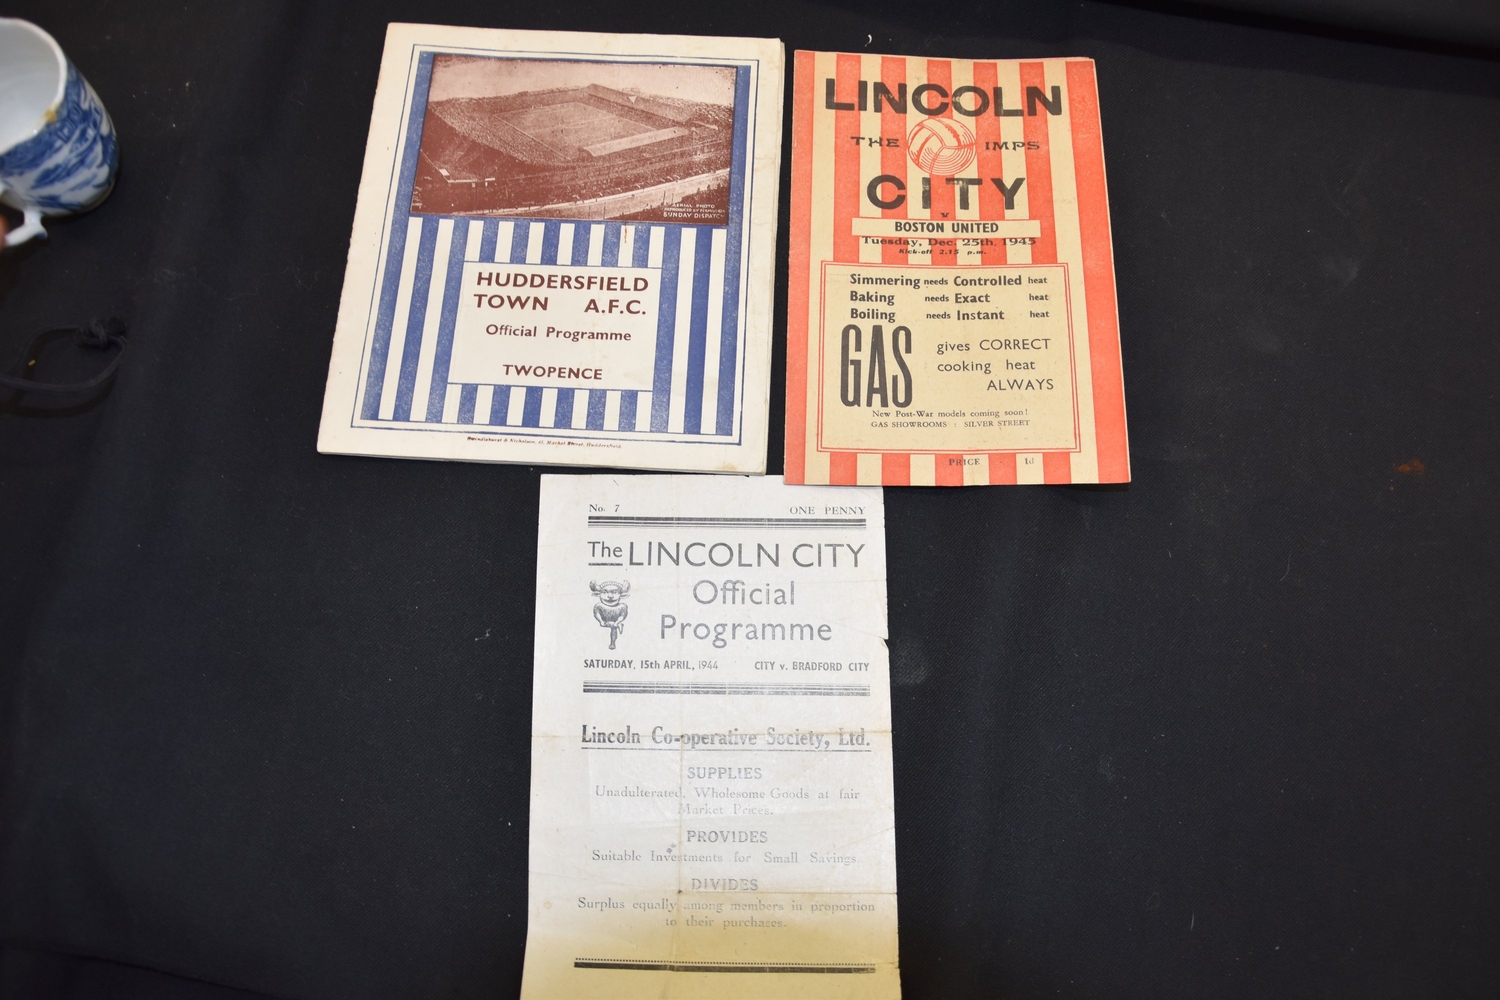 AERIAL PHOTO
SUNDAY DISPATCH
HUDDERSFIELD
TOWN A.F.C.
Official Programme
TWOPENCE
& Nicholson, Market Street, Huddersfield.
LINCOLN
THE IMPS
CITY
v
BOSTON UNITED
Tuesday, Dec. 25th, 1945
Kick-off 2.15 p.m.
Simmering needs Controlled heat
Baking needs Exact heat
Boiling needs Instant heat
GAS gives CORRECT
cooking heat
ALWAYS
New Post-War models coming soon!
GAS SHOWROOMS : SILVER STREET
PRICE 1d
No. 7 ONE PENNY
The LINCOLN CITY
Official
Programme
SATURDAY, 15th APRIL, 1944 CITY v. BRADFORD CITY
Lincoln Co-operative Society, Ltd.
SUPPLIES
Unadulterated, Wholesome Goods at fair
Market Prices.
PROVIDES
Suitable Investments for Small Savings
DIVIDES
Surplus equally among members in proportion
to their purchases.